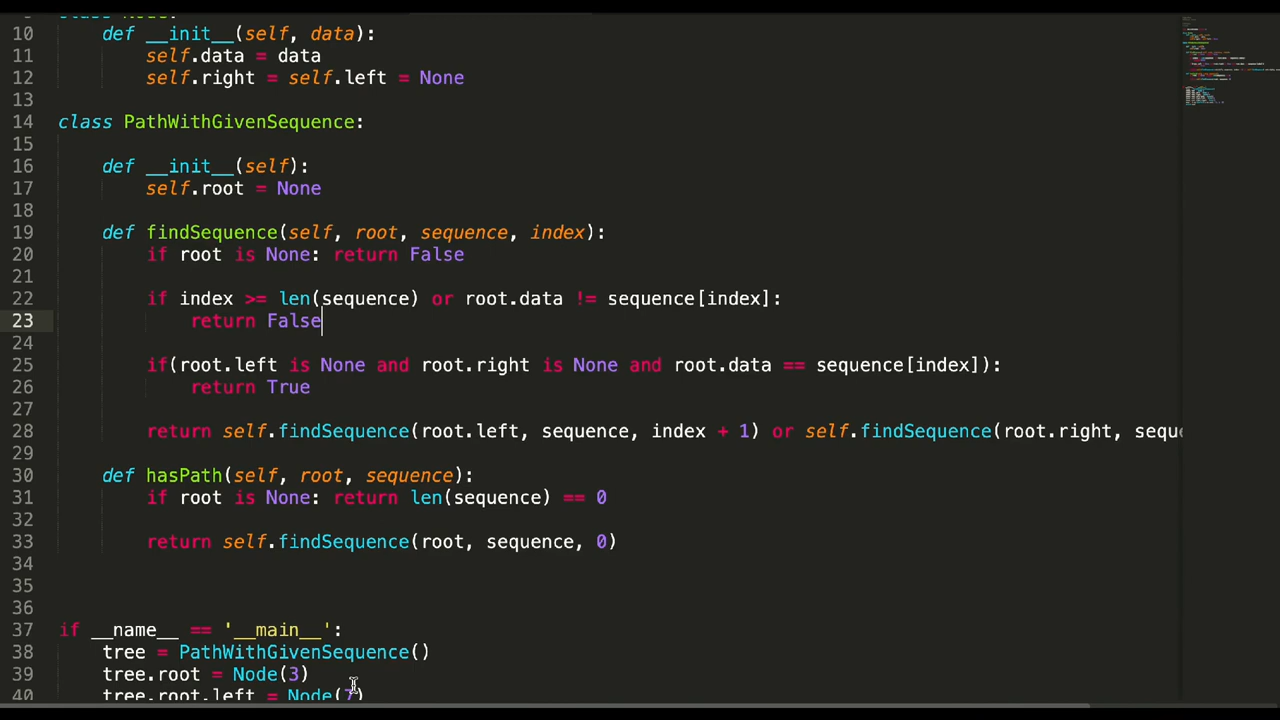 10 def __init__(self, data):
11 self.data = data
12 self.right = self.left = None
13
14 class PathWithGivenSequence:
15
16 def __init__(self):
17 self.root = None
18
19 def findSequence(self, root, sequence, index):
20 if root is None: return False
21
22 if index >= len(sequence) or root.data != sequence[index]:
23 return False
24
25 if(root.left is None and root.right is None and root.data == sequence[index]):
26 return True
27
28 return self.findSequence(root.left, sequence, index + 1) or self.findSequence(root.right, sequ
29
30 def hasPath(self, root, sequence):
31 if root is None: return len(sequence) == 0
32
33 return self.findSequence(root, sequence, 0)
34
35
36
37 if __name__ == '__main__':
38 tree = PathWithGivenSequence()
39 tree.root = Node(3)
40 tree.root.left = Node(7)